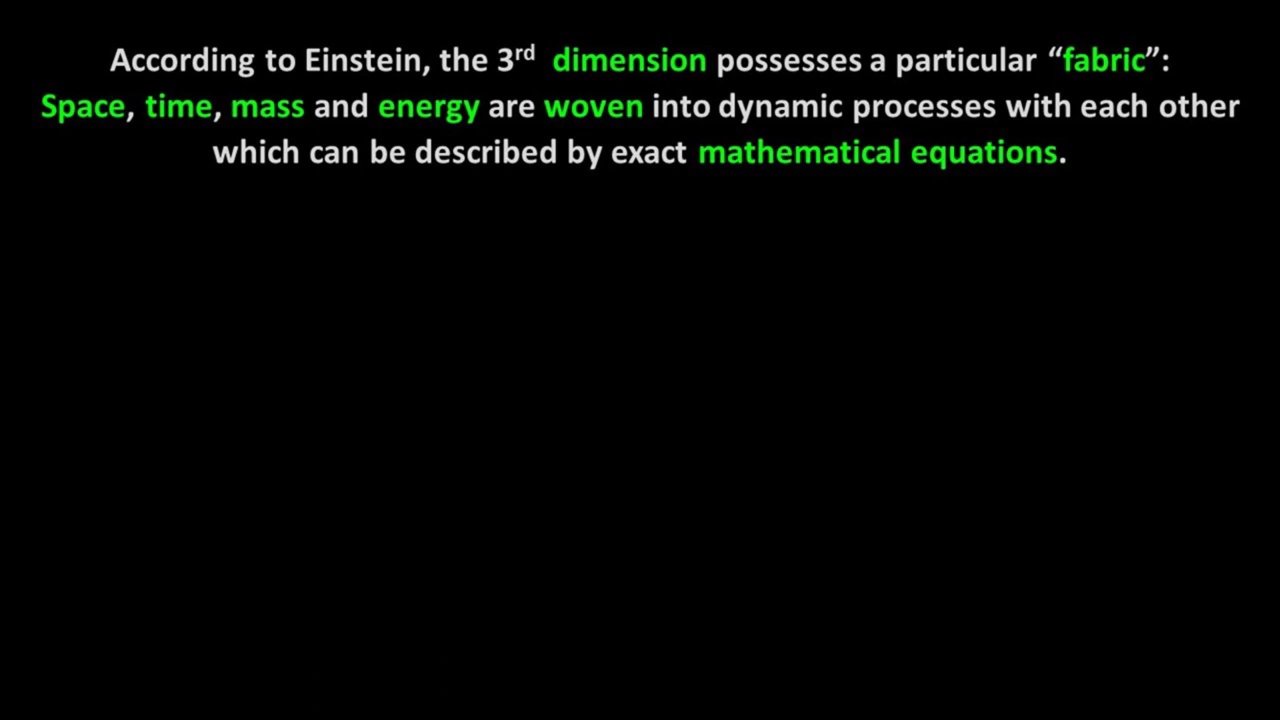 According to Einstein, the 3rd dimension possesses a particular “fabric”:
Space, time, mass and energy are woven into dynamic processes with each other
which can be described by exact mathematical equations.